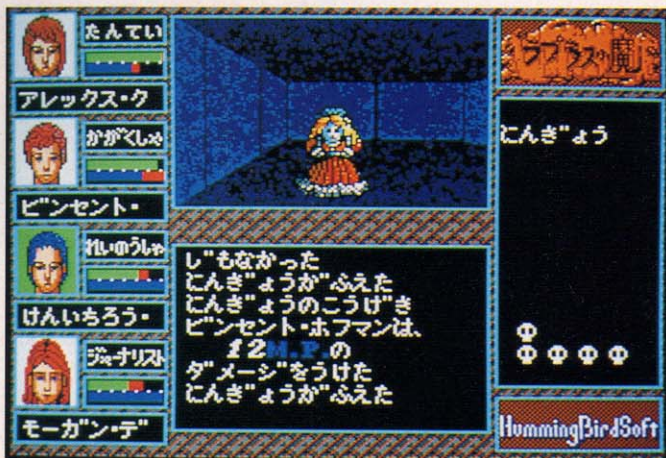 たんてい
アレックス・ク
かがくしゃ
ビンセント・
れいのうしゃ
けんいちろう・
ジャーナリスト
モーガン・デ
じもなかった
にんぎょうがふえた
にんぎょうのこうげき
ビンセント・ホフマンは、
12M.P.の
ダメージをうけた
にんぎょうがふえた
ラプラスの魔
にんぎょう
HummingBirdSoft